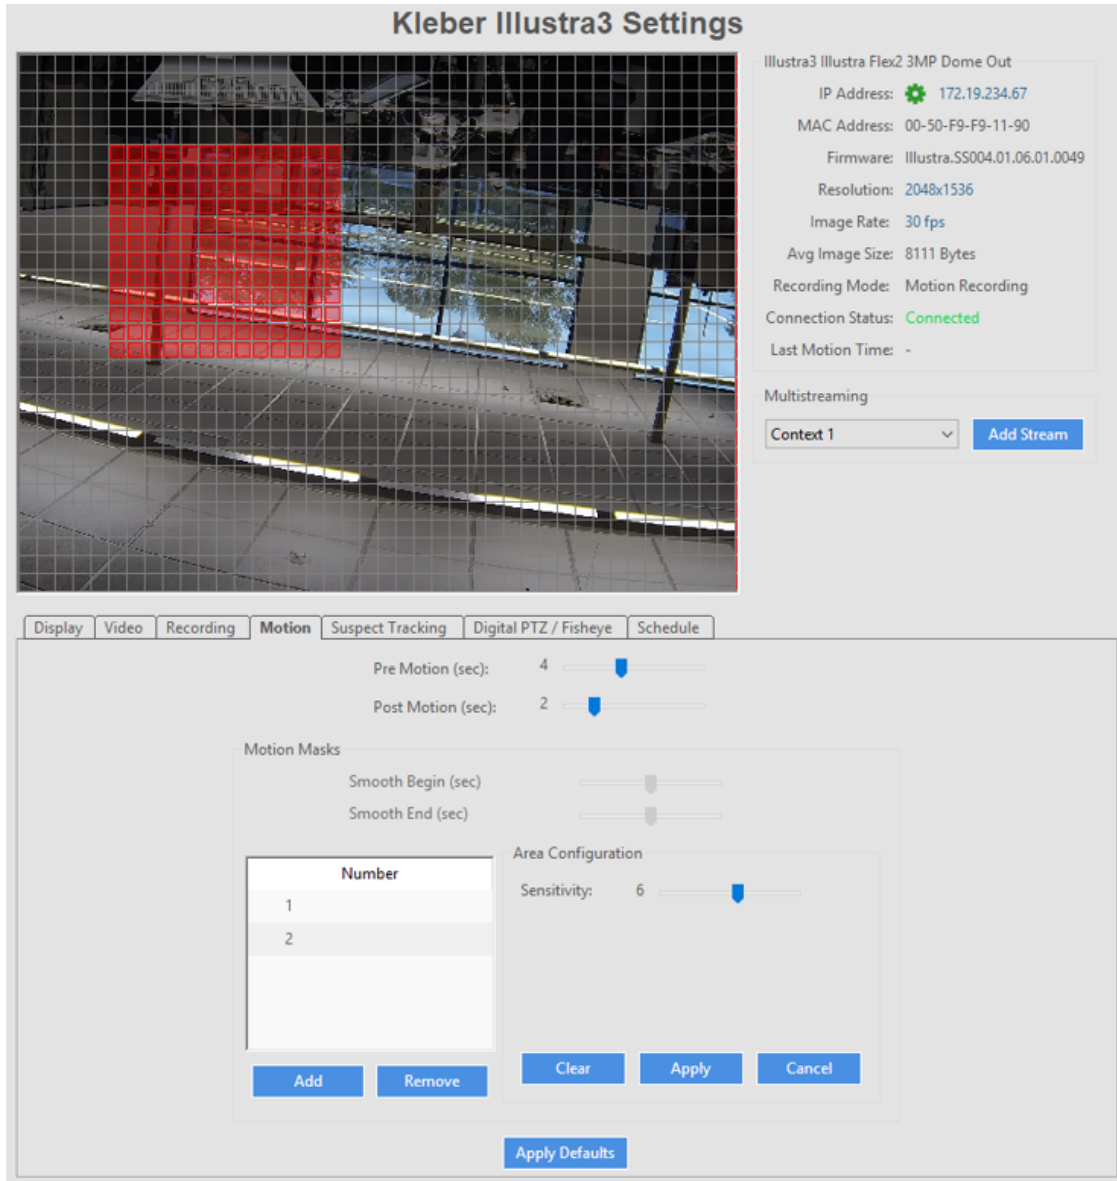 Kleber Illustra3 Settings
Illustra3 Illustra Flex2 3MP Dome Out
IP Address: 172.19.234.67
MAC Address: 00-50-F9-F9-11-90
Firmware: Illustra.SS004.01.06.01.0049
Resolution: 2048x1536
Image Rate: 30 fps
Avg Image Size: 8111 Bytes
Recording Mode: Motion Recording
Connection Status: Connected
Last Motion Time: -
Multistreaming
Context 1 Add Stream
Display Video Recording Motion Suspect Tracking Digital PTZ / Fisheye Schedule
Pre Motion (sec): 4
Post Motion (sec): 2
Motion Masks
Smooth Begin (sec)
Smooth End (sec)
Number
1
2
Add Remove
Area Configuration
Sensitivity: 6
Clear Apply Cancel
Apply Defaults